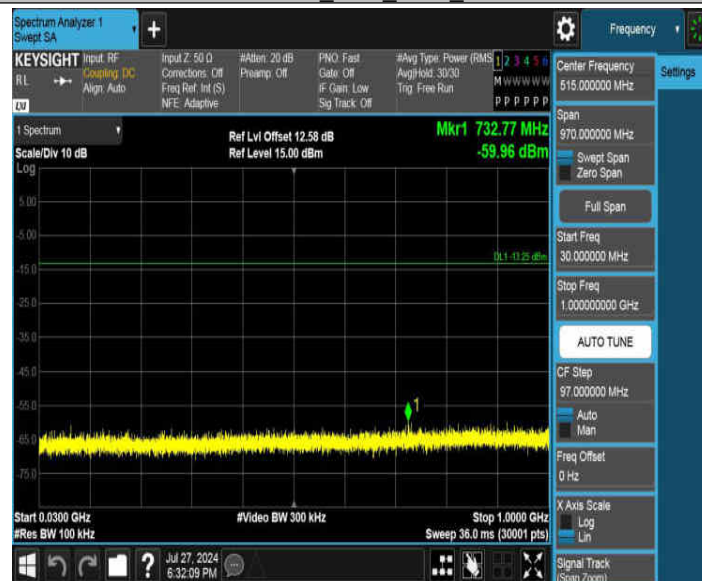 Spectrum Analyzer 1
Swept SA
Frequency
KEYSIGHT
RL
Input: RF
Coupling: DC
Align: Auto
Input Z: 50 Ω
Corrections: Off
Freq Ref: Int (S)
NFE: Adaptive
#Atten: 20 dB
Preamp: Off
PNO: Fast
Gate: Off
IF Gain: Low
Sig Track: Off
#Avg Type: Power (RMS
Avg|Hold: 30/30
Trig: Free Run
1 2 3 4 5 6
M W W W W W
P P P P P P
1 Spectrum
Scale/Div 10 dB
Log
Ref Lvl Offset 12.58 dB
Ref Level 15.00 dBm
Mkr1 732.77 MHz
-59.96 dBm
5.00
-5.00
-15.0
-25.0
-35.0
-45.0
-55.0
-65.0
-75.0
DL1 -13.25 dBm
1
Start 0.0300 GHz
#Res BW 100 kHz
#Video BW 300 kHz
Stop 1.0000 GHz
Sweep 36.0 ms (30001 pts)
?
Jul 27, 2024
6:32:09 PM
Center Frequency
515.000000 MHz
Settings
Span
970.000000 MHz
Swept Span
Zero Span
Full Span
Start Freq
30.000000 MHz
Stop Freq
1.000000000 GHz
AUTO TUNE
CF Step
97.000000 MHz
Auto
Man
Freq Offset
0 Hz
X Axis Scale
Log
Lin
Signal Track
(Span Zoom)